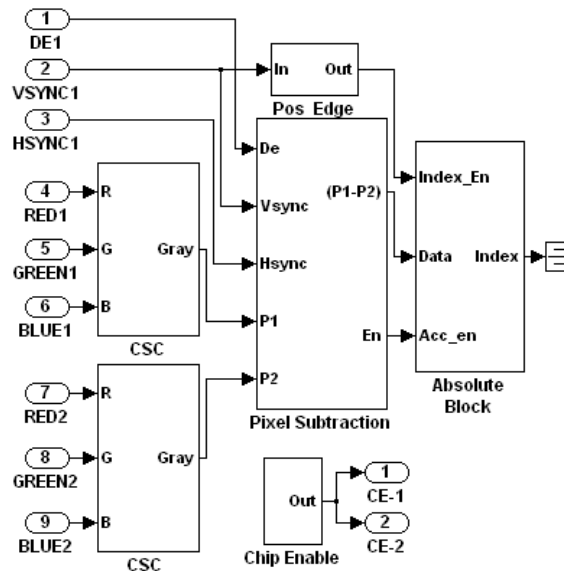 1
DE1
2
VSYNC1
3
HSYNC1
In Out
Pos Edge
4
RED1
5
GREEN1
6
BLUE1
R
G
B
Gray
CSC
7
RED2
8
GREEN2
9
BLUE2
R
G
B
Gray
CSC
De
Vsync
Hsync
P1
P2
(P1-P2)
En
Pixel Subtraction
Index_En
Data
Acc_en
Index
Absolute
Block
Out
Chip Enable
1
CE-1
2
CE-2